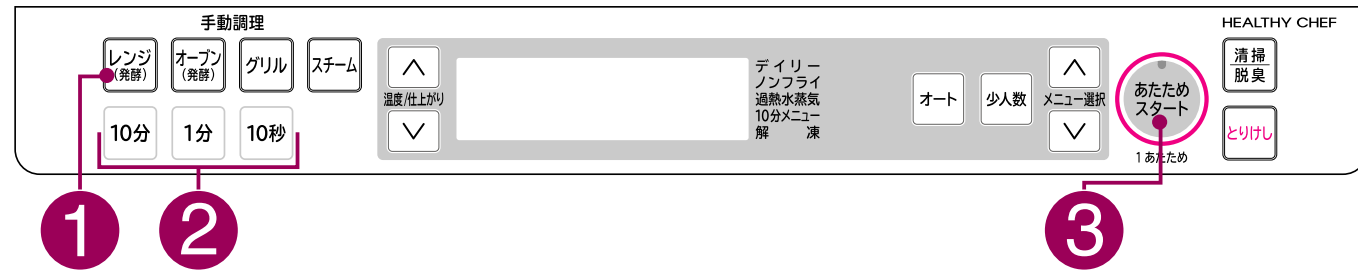 手動調理
HEALTHY CHEF
レンジ
(発酵)
オーブン
(発酵)
グリル
スチーム
温度/仕上がり
デイリー
ノンフライ
過熱水蒸気
10分メニュー
解 凍
オート
少人数
メニュー選択
あたため
スタート
1 あたため
清掃
脱臭
とりけし
10分
1分
10秒
1
2
3